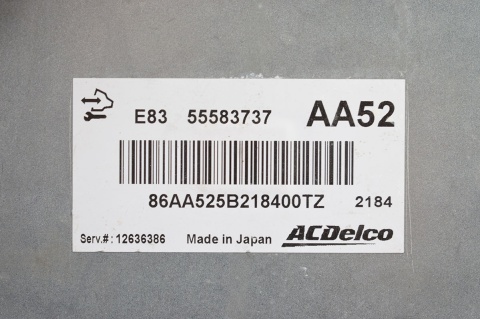 E83 55583737 AA52
86AA525B218400TZ 2184
Serv.#: 12636386 Made in Japan ACDelco